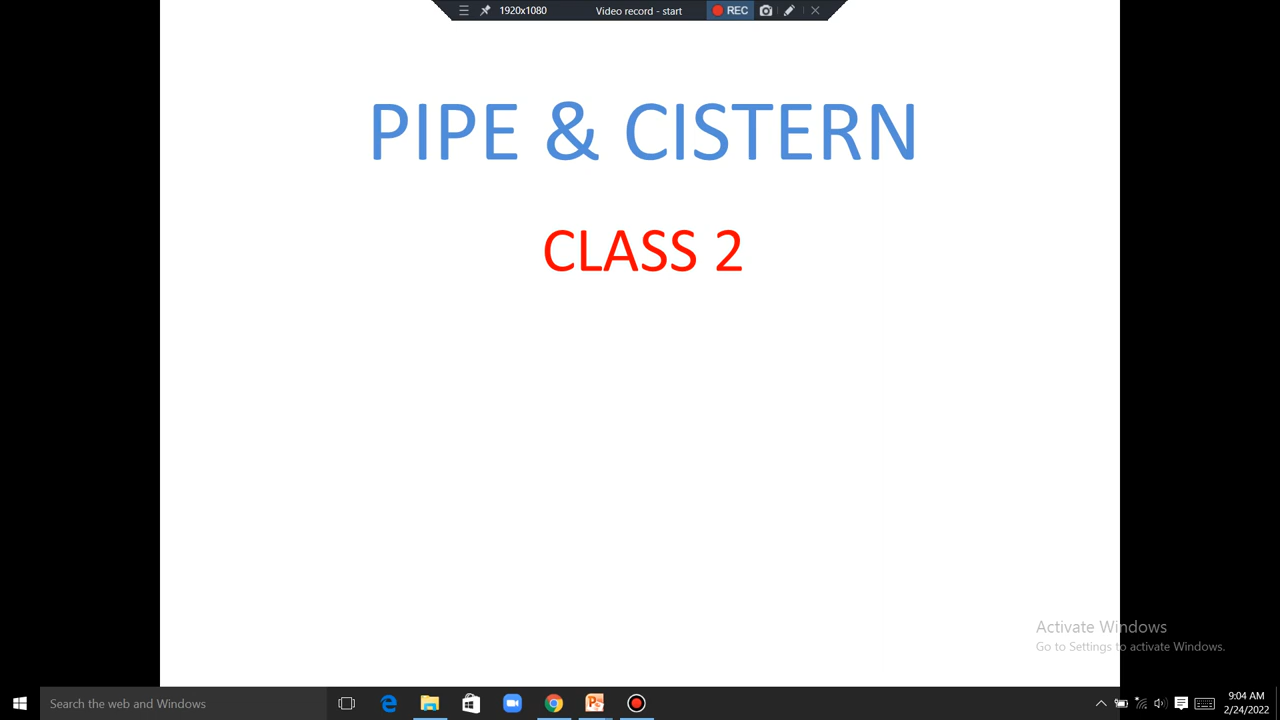 1920x1080 Video record - start REC
PIPE & CISTERN
CLASS 2
Activate Windows
Go to Settings to activate Windows.
Search the web and Windows
9:04 AM
2/24/2022